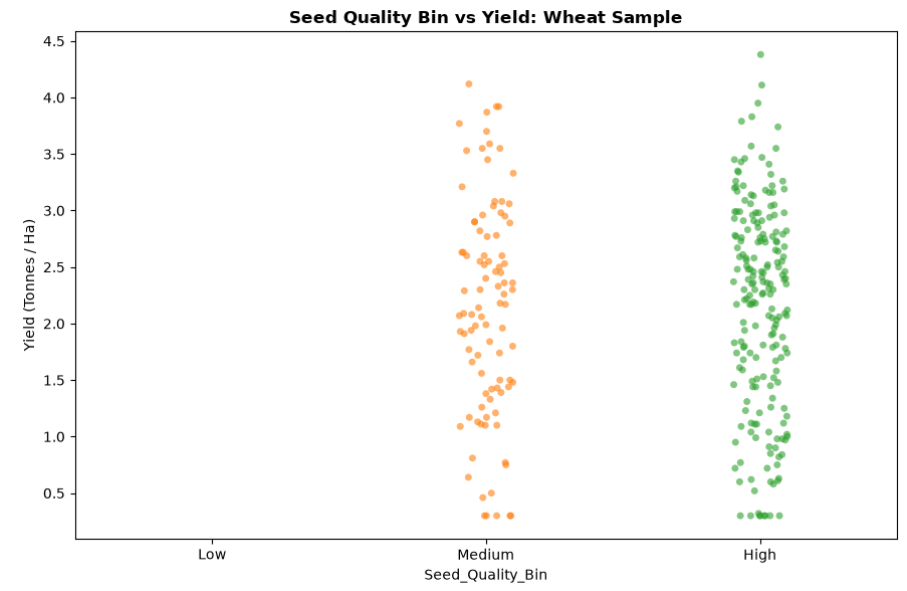 Seed Quality Bin vs Yield: Wheat Sample
Yield (Tonnes / Ha)
4.5
4.0
3.5
3.0
2.5
2.0
1.5
1.0
0.5
Low Medium High
Seed_Quality_Bin